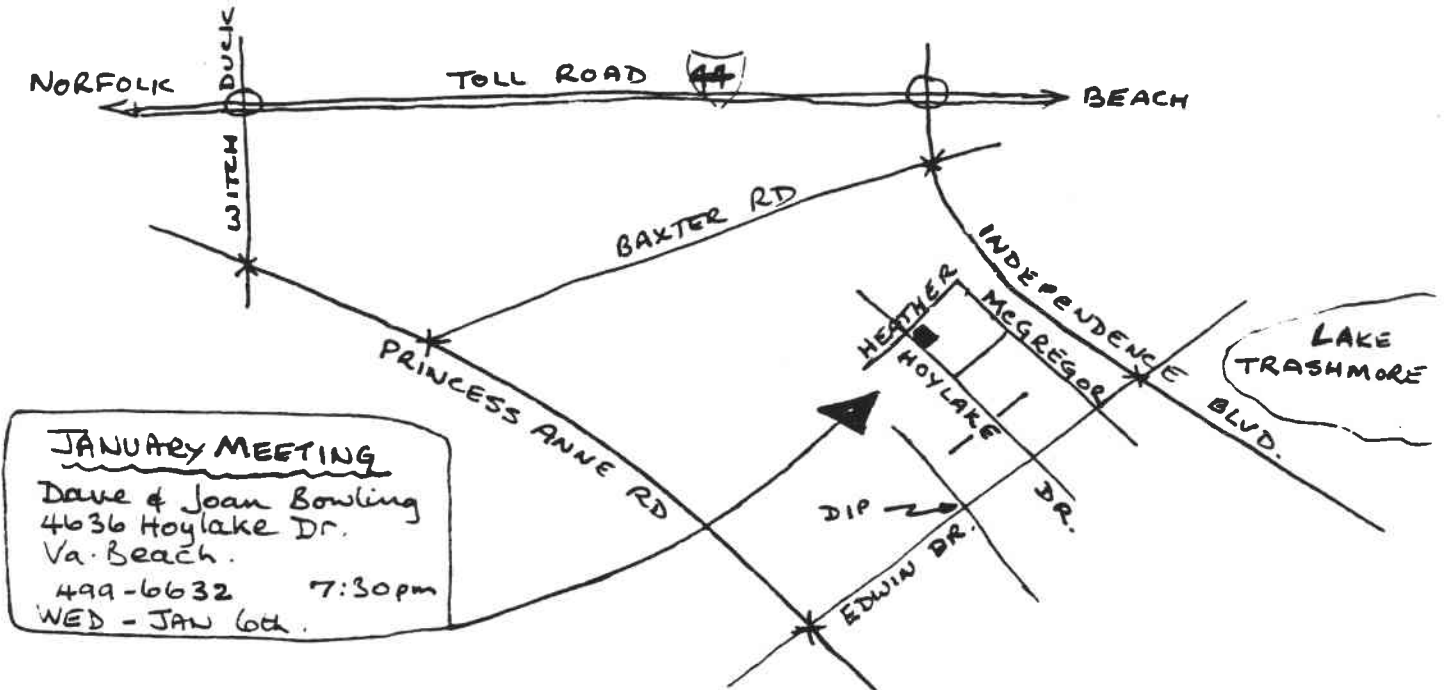 NORFOLK
WITCH DUCK
TOLL ROAD 44
BEACH
BAXTER RD
INDEPENDENCE BLVD.
HEATHER
McGREGOR
HOYLAKE DR.
LAKE
TRASHMORE
PRINCESS ANNE RD
DIP
EDWIN DR.
JANUARY MEETING
Dave & Joan Bowling
4636 Hoylake Dr.
Va. Beach.
499-6632 7:30pm
WED - JAN 6th.